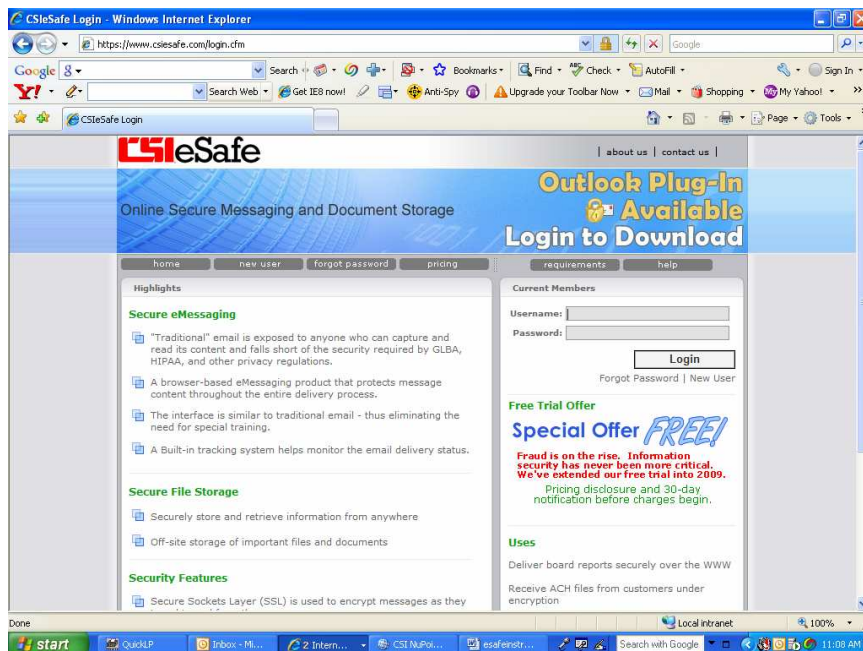 CSIeSafe Login - Windows Internet Explorer
https://www.csiesafe.com/login.cfm
Google
Google
Search
Bookmarks
Find
Check
AutoFill
Sign In
Y!
Search Web
Get IE8 now!
Anti-Spy
Upgrade your Toolbar Now
Mail
Shopping
My Yahoo!
CSIeSafe Login
Page
Tools
CSIeSafe
| about us | contact us |
Online Secure Messaging and Document Storage
Outlook Plug-In
Available
Login to Download
home
new user
forgot password
pricing
requirements
help
Highlights
Secure eMessaging
"Traditional" email is exposed to anyone who can capture and
read its content and falls short of the security required by GLBA,
HIPAA, and other privacy regulations.
A browser-based eMessaging product that protects message
content throughout the entire delivery process.
The interface is similar to traditional email - thus eliminating the
need for special training.
A Built-in tracking system helps monitor the email delivery status.
Secure File Storage
Securely store and retrieve information from anywhere
Off-site storage of important files and documents
Security Features
Secure Sockets Layer (SSL) is used to encrypt messages as they
Current Members
Username:
Password:
Login
Forgot Password | New User
Free Trial Offer
Special Offer FREE!
Fraud is on the rise. Information
security has never been more critical.
We've extended our free trial into 2009.
Pricing disclosure and 30-day
notification before charges begin.
Uses
Deliver board reports securely over the WWW
Receive ACH files from customers under
encryption
Done
Local intranet
100%
start
QuickLP
Inbox - Mi...
2 Intern...
CSI NuPoi...
esafeinstr...
Search with Google
11:08 AM